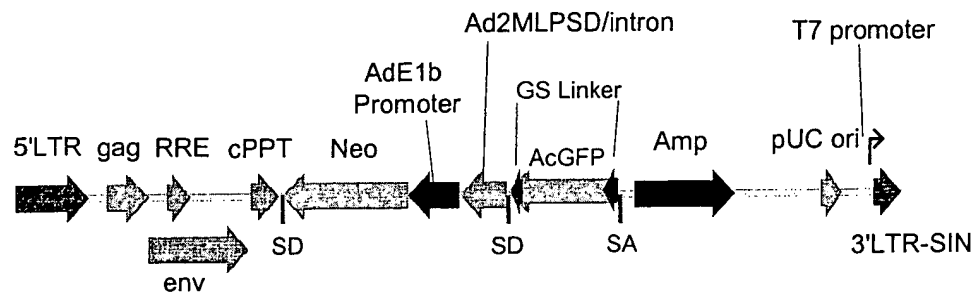 Ad2MLPSD/intron
T7 promoter
AdE1b
Promoter
GS Linker
5'LTR gag RRE cPPT Neo AcGFP Amp pUC ori
SD SD SA 3'LTR-SIN
env